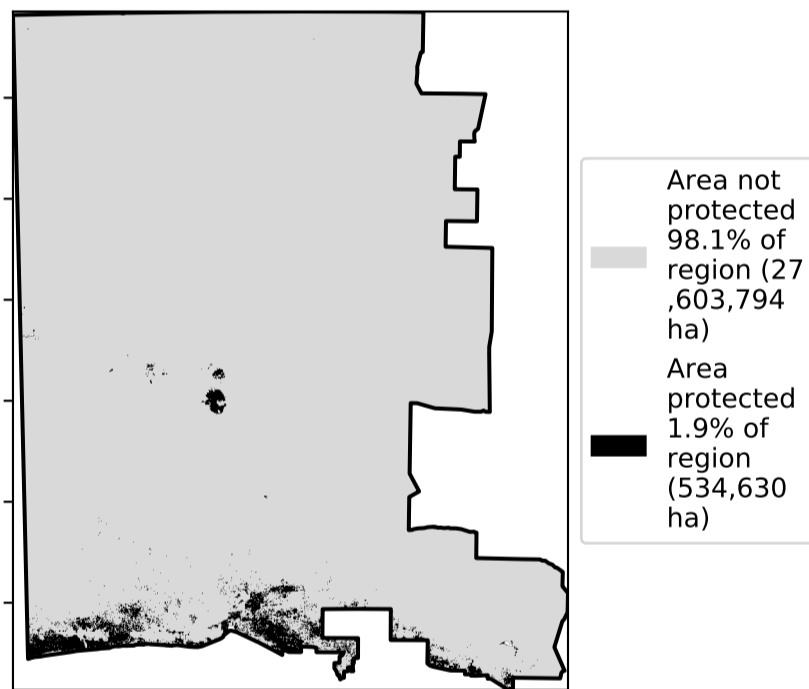 Area not
protected
98.1% of
region (27
,603,794
ha)
Area
protected
1.9% of
region
(534,630
ha)